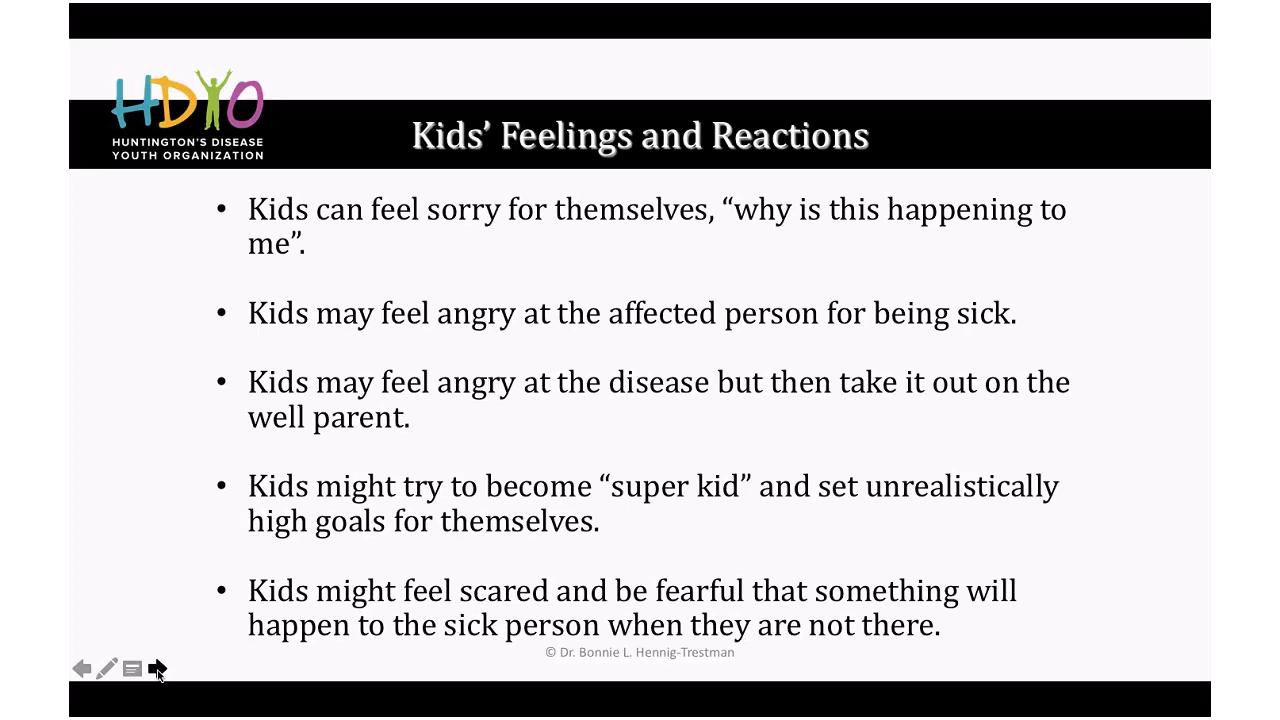 HDYO
HUNTINGTON'S DISEASE
YOUTH ORGANIZATION
Kids’ Feelings and Reactions
• Kids can feel sorry for themselves, “why is this happening to
me”.
• Kids may feel angry at the affected person for being sick.
• Kids may feel angry at the disease but then take it out on the
well parent.
• Kids might try to become “super kid” and set unrealistically
high goals for themselves.
• Kids might feel scared and be fearful that something will
happen to the sick person when they are not there.
© Dr. Bonnie L. Hennig-Trestman